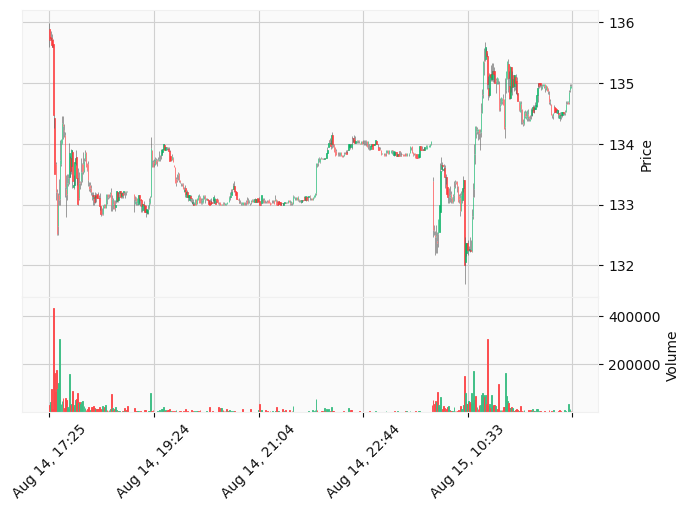 136
135
134
133
132
Price
400000
200000
Volume
Aug 14, 17:25
Aug 14, 19:24
Aug 14, 21:04
Aug 14, 22:44
Aug 15, 10:33